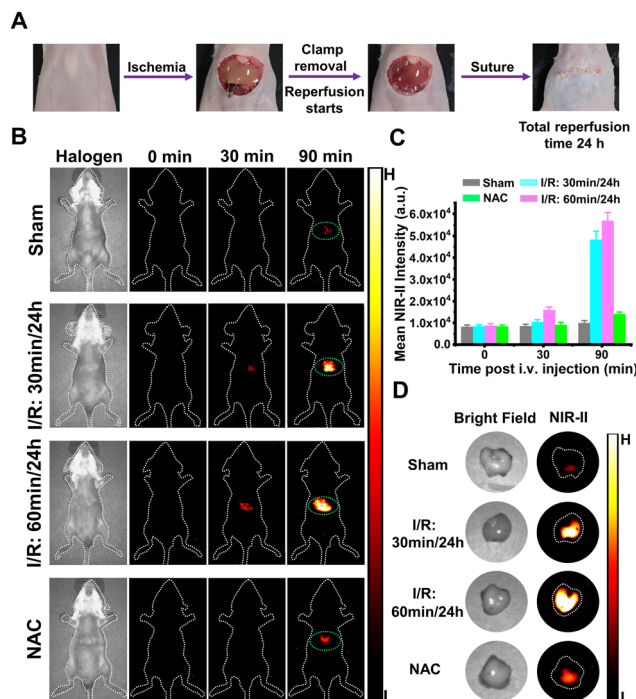 A
Ischemia
Clamp
removal
Reperfusion
starts
Suture
Total reperfusion
time 24 h
B
Halogen
0 min
30 min
90 min
H
Sham
I/R: 30min/24h
I/R: 60min/24h
NAC
L
C
Sham
I/R: 30min/24h
NAC
I/R: 60min/24h
Mean NIR-II Intensity (a.u.)
6.0x10⁴
5.0x10⁴
4.0x10⁴
3.0x10⁴
2.0x10⁴
1.0x10⁴
0.0
0
30
90
Time post i.v. injection (min)
D
Bright Field
NIR-II
H
Sham
I/R:
30min/24h
I/R:
60min/24h
NAC
L